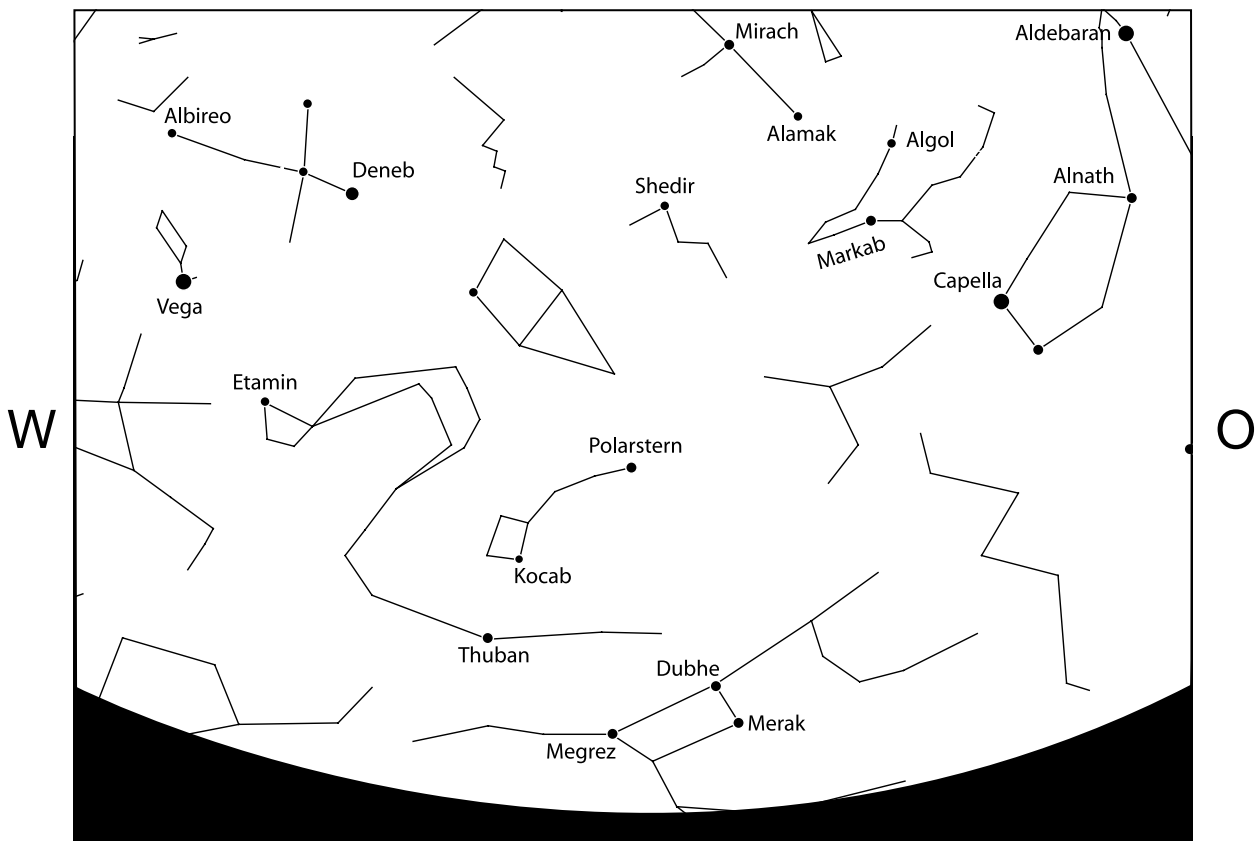 Mirach
Aldebaran
Albireo
Alamak
Algol
Deneb
Alnath
Shedir
Markab
Capella
Vega
Etamin
W
O
Polarstern
Kocab
Thuban
Dubhe
Merak
Megrez